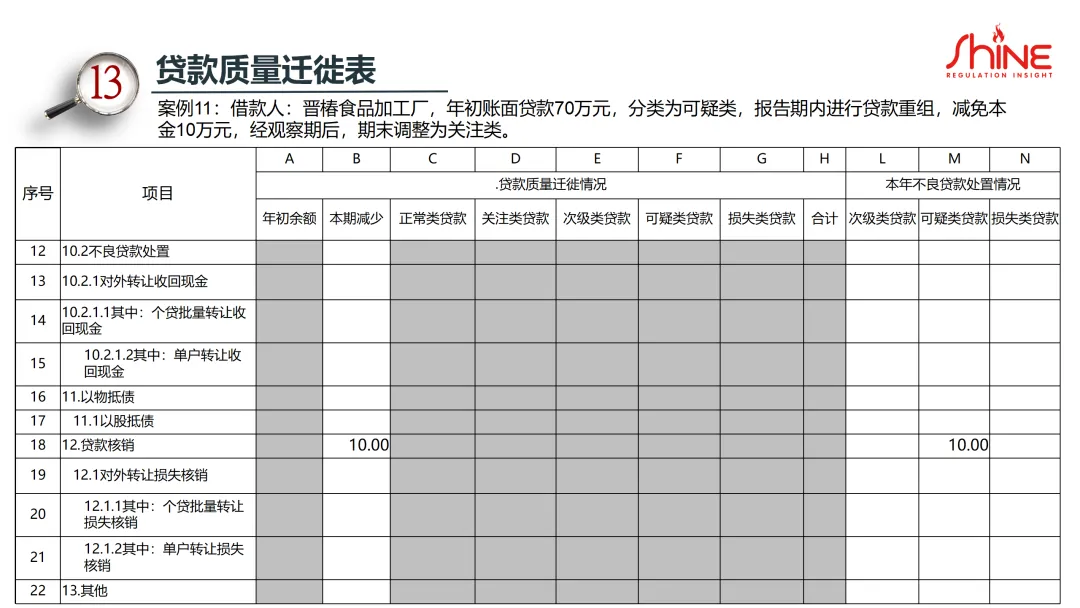 SHiNE
REGULATION INSIGHT
13
贷款质量迁徙表
案例11：借款人：晋椿食品加工厂，年初账面贷款70万元，分类为可疑类，报告期内进行贷款重组，减免本
金10万元，经观察期后，期末调整为关注类。
序号 项目 A B C D E F G H L M N
.贷款质量迁徙情况 本年不良贷款处置情况
年初余额 本期减少 正常类贷款 关注类贷款 次级类贷款 可疑类贷款 损失类贷款 合计 次级类贷款 可疑类贷款 损失类贷款
12 10.2不良贷款处置
13 10.2.1对外转让收回现金
14 10.2.1.1其中：个贷批量转让收
回现金
15 10.2.1.2其中：单户转让收
回现金
16 11.以物抵债
17 11.1以股抵债
18 12.贷款核销 10.00 10.00
19 12.1对外转让损失核销
20 12.1.1其中：个贷批量转让
损失核销
21 12.1.2其中：单户转让损失
核销
22 13.其他